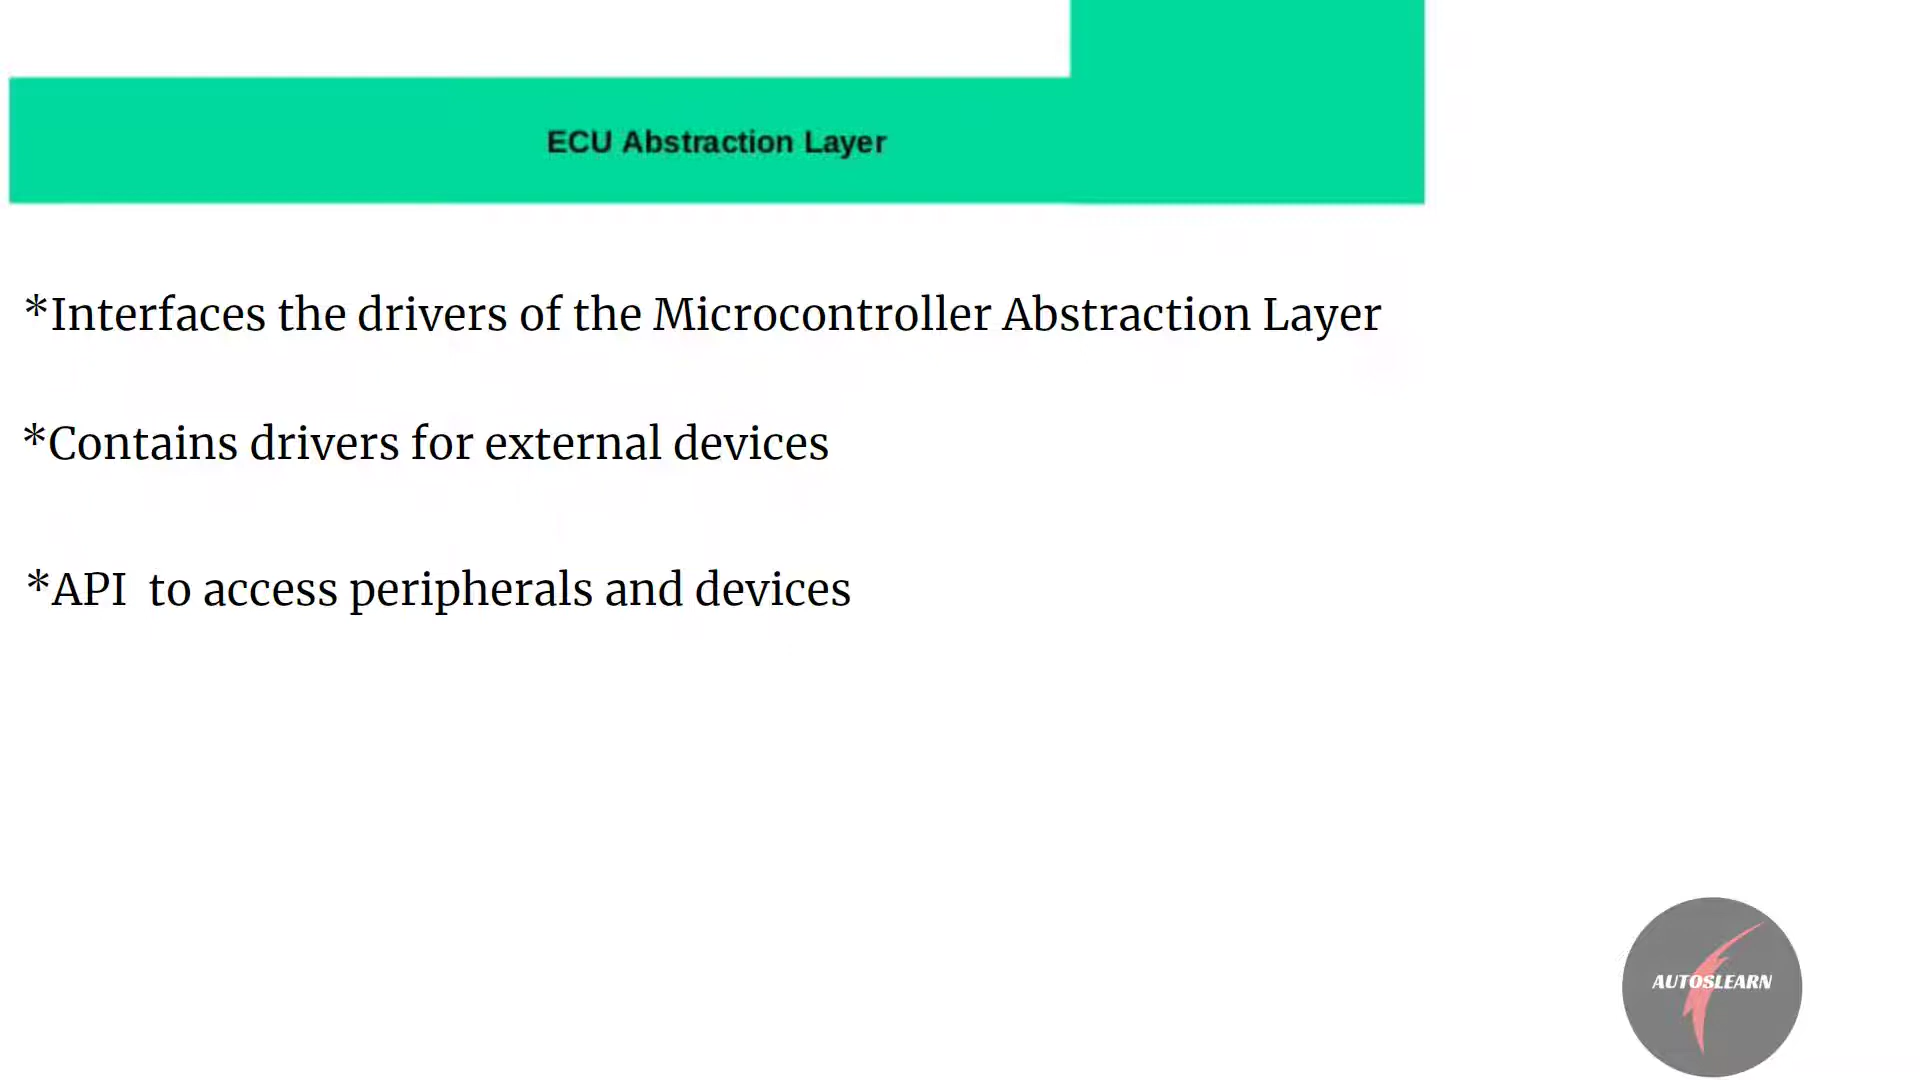 ECU Abstraction Layer
*Interfaces the drivers of the Microcontroller Abstraction Layer
*Contains drivers for external devices
*API  to access peripherals and devices
AUTOSLEARN